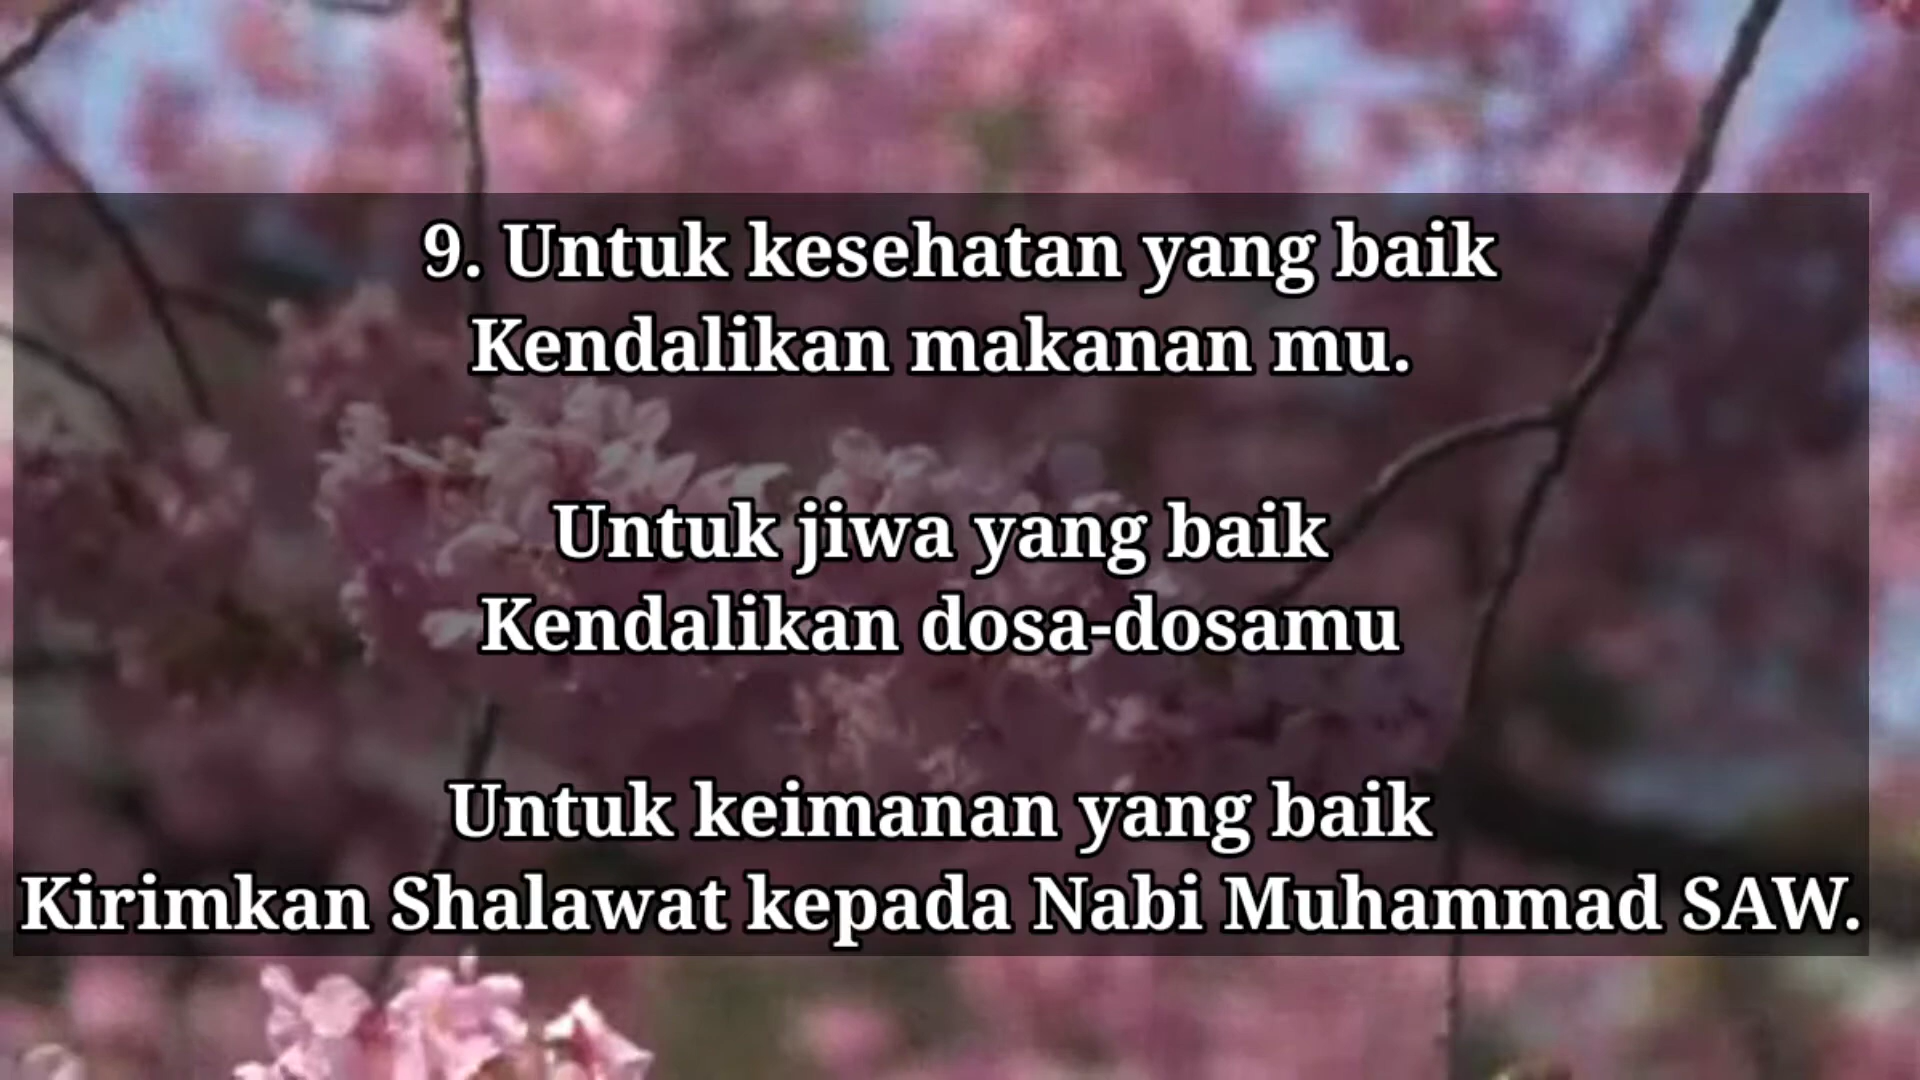 9. Untuk kesehatan yang baik
Kendalikan makanan mu.
Untuk jiwa yang baik
Kendalikan dosa-dosamu
Untuk keimanan yang baik
Kirimkan Shalawat kepada Nabi Muhammad SAW.